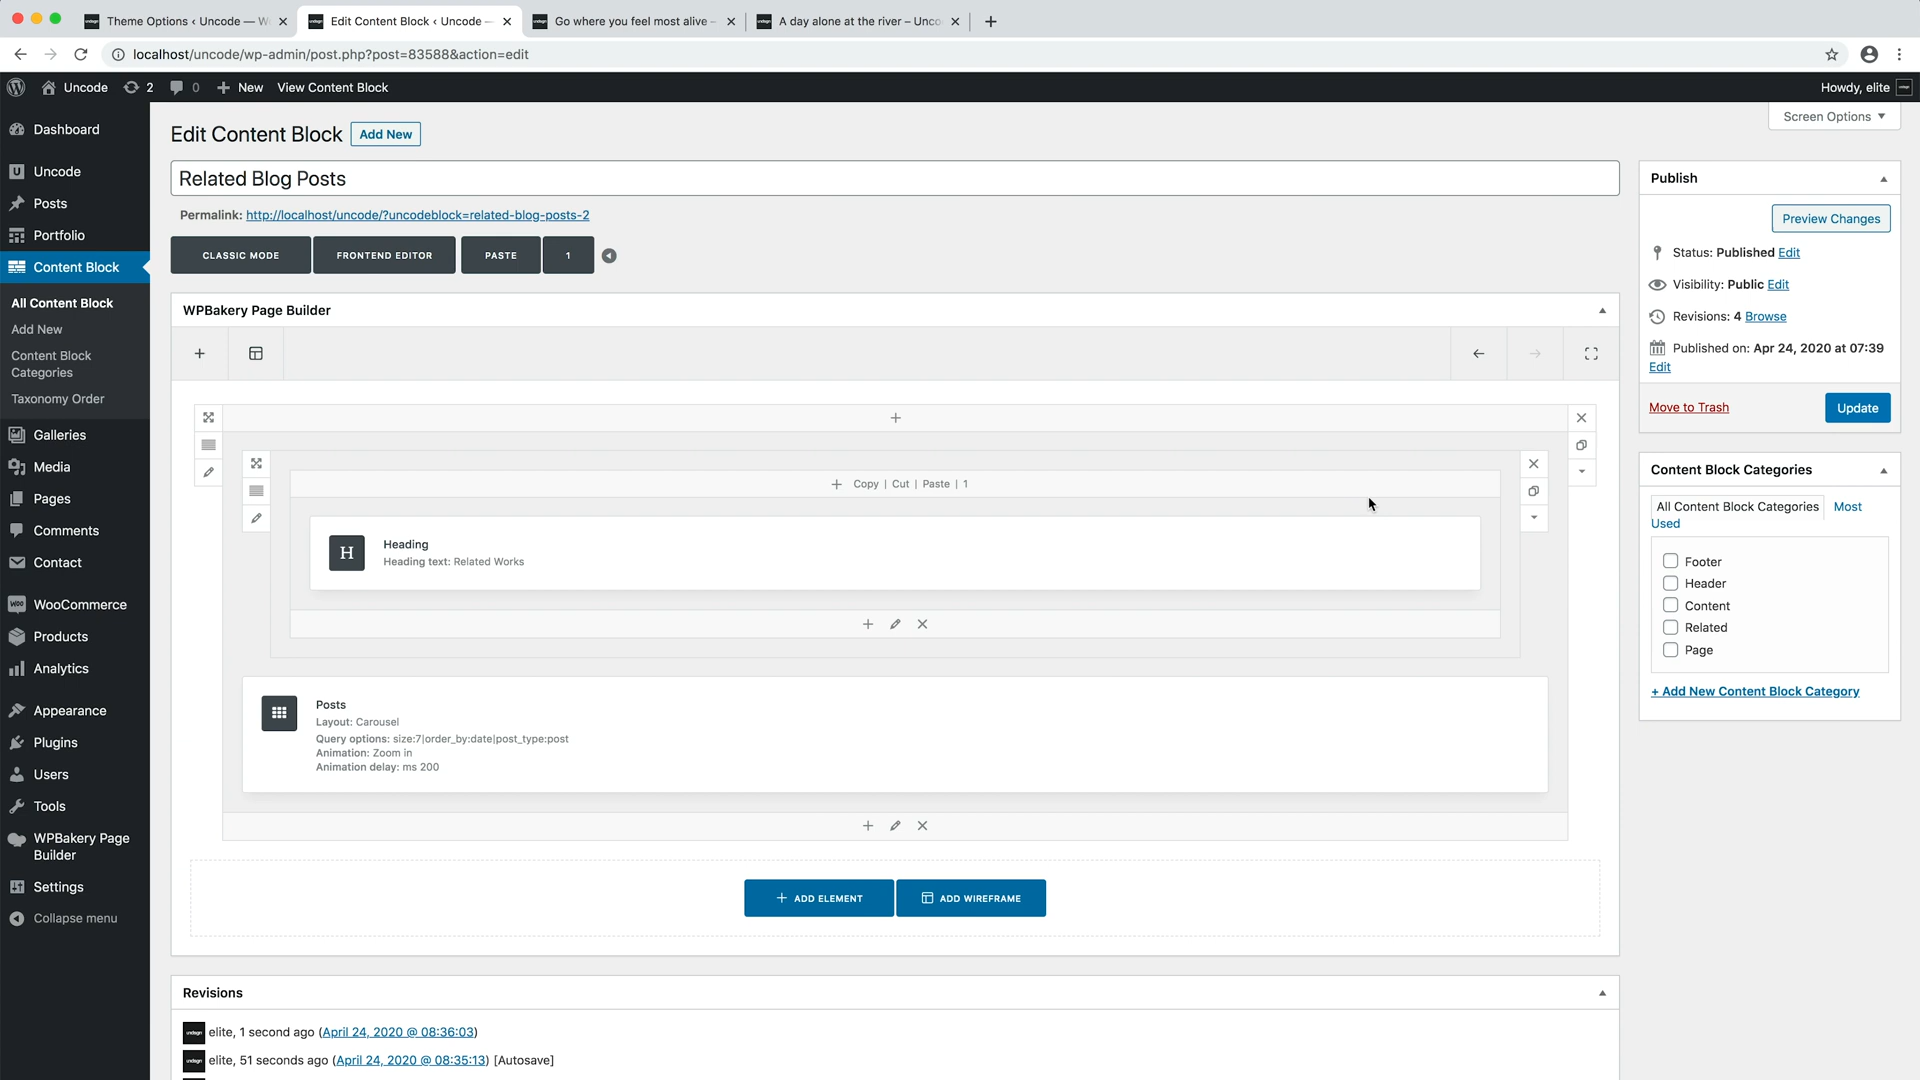 Theme Options ‹ Uncode — W
Edit Content Block ‹ Uncode —
Go where you feel most alive –
A day alone at the river – Unco
localhost/uncode/wp-admin/post.php?post=83588&action=edit
Uncode
2
0
New
View Content Block
Howdy, elite
Dashboard
Uncode
Posts
Portfolio
Content Block
All Content Block
Add New
Content Block
Categories
Taxonomy Order
Galleries
Media
Pages
Comments
Contact
WooCommerce
Products
Analytics
Appearance
Plugins
Users
Tools
WPBakery Page
Builder
Settings
Collapse menu
Screen Options
Edit Content Block
Add New
Related Blog Posts
Permalink: http://localhost/uncode/?uncodeblock=related-blog-posts-2
CLASSIC MODE
FRONTEND EDITOR
PASTE
1
WPBakery Page Builder
Copy | Cut | Paste | 1
H
Heading
Heading text: Related Works
Posts
Layout: Carousel
Query options: size:7|order_by:date|post_type:post
Animation: Zoom in
Animation delay: ms 200
ADD ELEMENT
ADD WIREFRAME
Revisions
elite, 1 second ago (April 24, 2020 @ 08:36:03)
elite, 51 seconds ago (April 24, 2020 @ 08:35:13) [Autosave]
Publish
Preview Changes
Status: Published Edit
Visibility: Public Edit
Revisions: 4 Browse
Published on: Apr 24, 2020 at 07:39
Edit
Move to Trash
Update
Content Block Categories
All Content Block Categories
Most
Used
Footer
Header
Content
Related
Page
+ Add New Content Block Category